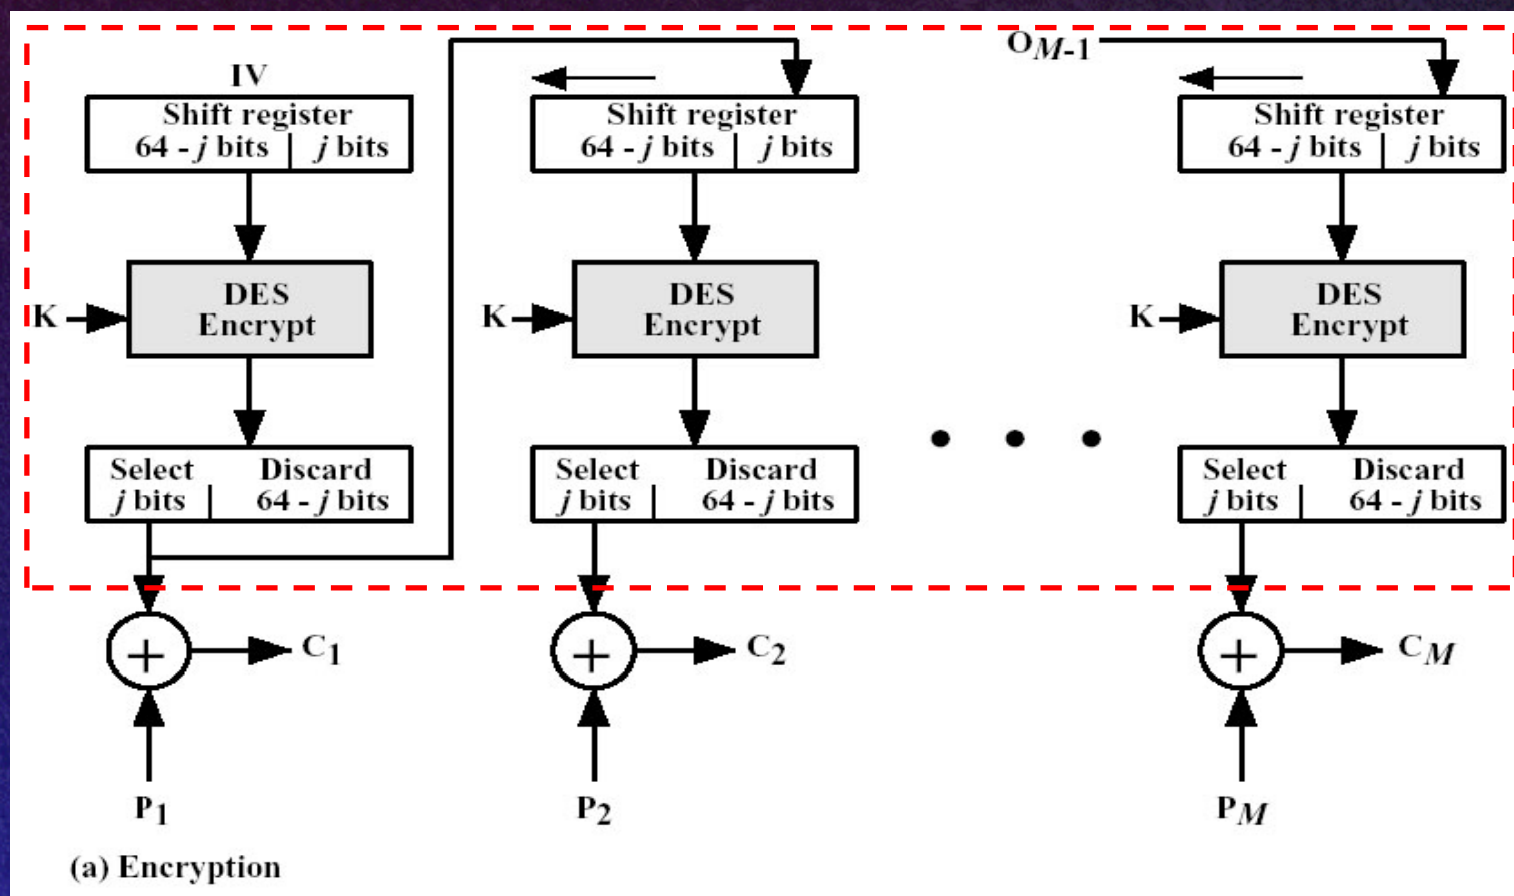 IV
Shift register
64 - j bits | j bits
K
DES
Encrypt
Select Discard
j bits | 64 - j bits
+
C1
P1
Shift register
64 - j bits | j bits
K
DES
Encrypt
Select Discard
j bits | 64 - j bits
+
C2
P2
• • •
OM-1
Shift register
64 - j bits | j bits
K
DES
Encrypt
Select Discard
j bits | 64 - j bits
+
CM
PM
(a) Encryption